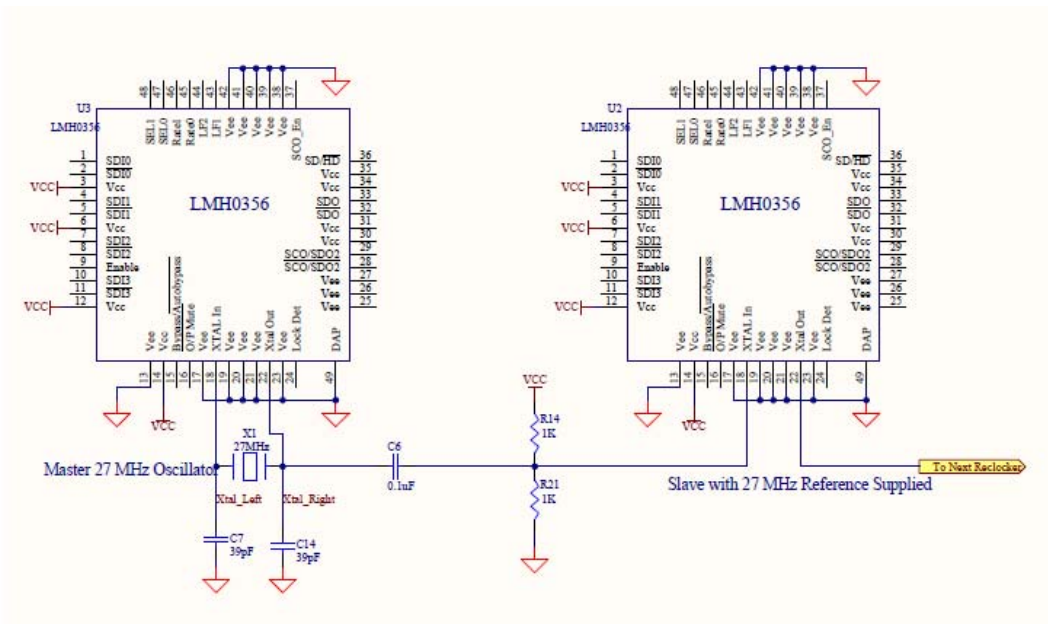 48 47 46 45 44 43 42 41 40 39 38 37
U3
LMH0356
SEL1 SEL0 Rate1 Rate0 LF2 LF1 Vee Vee Vee Vee Vee SCO_En
1 SDI0
2 SDI0
3 Vcc
4 SDI1
5 SDI1
6 Vcc
7 SDI2
8 SDI2
9 Enable
10 SDI3
11 SDI3
12 Vcc
VCC
VCC
VCC
LMH0356
SD/HD 36
Vcc 35
Vcc 34
SDO 33
SDO 32
Vcc 31
Vcc 30
SCO/SDO2 29
SCO/SDO2 28
Vee 27
Vee 26
Vee 25
Vee Vcc Bypass/Autobypass O/P Mute Vee XTAL In Vee Vee Vee Xtal Out Vee Lock Det DAP
13 14 15 16 17 18 19 20 21 22 23 24 49
VCC
48 47 46 45 44 43 42 41 40 39 38 37
U2
LMH0356
SEL1 SEL0 Rate1 Rate0 LF2 LF1 Vee Vee Vee Vee Vee SCO_En
1 SDI0
2 SDI0
3 Vcc
4 SDI1
5 SDI1
6 Vcc
7 SDI2
8 SDI2
9 Enable
10 SDI3
11 SDI3
12 Vcc
VCC
VCC
VCC
LMH0356
SD/HD 36
Vcc 35
Vcc 34
SDO 33
SDO 32
Vcc 31
Vcc 30
SCO/SDO2 29
SCO/SDO2 28
Vee 27
Vee 26
Vee 25
Vee Vcc Bypass/Autobypass O/P Mute Vee XTAL In Vee Vee Vee Xtal Out Vee Lock Det DAP
13 14 15 16 17 18 19 20 21 22 23 24 49
VCC
Master 27 MHz Oscillator
X1
27MHz
Xtal_Left
Xtal_Right
C7
39pF
C14
39pF
C6
0.1uF
VCC
R14
1K
R21
1K
Slave with 27 MHz Reference Supplied
To Next Reclocker